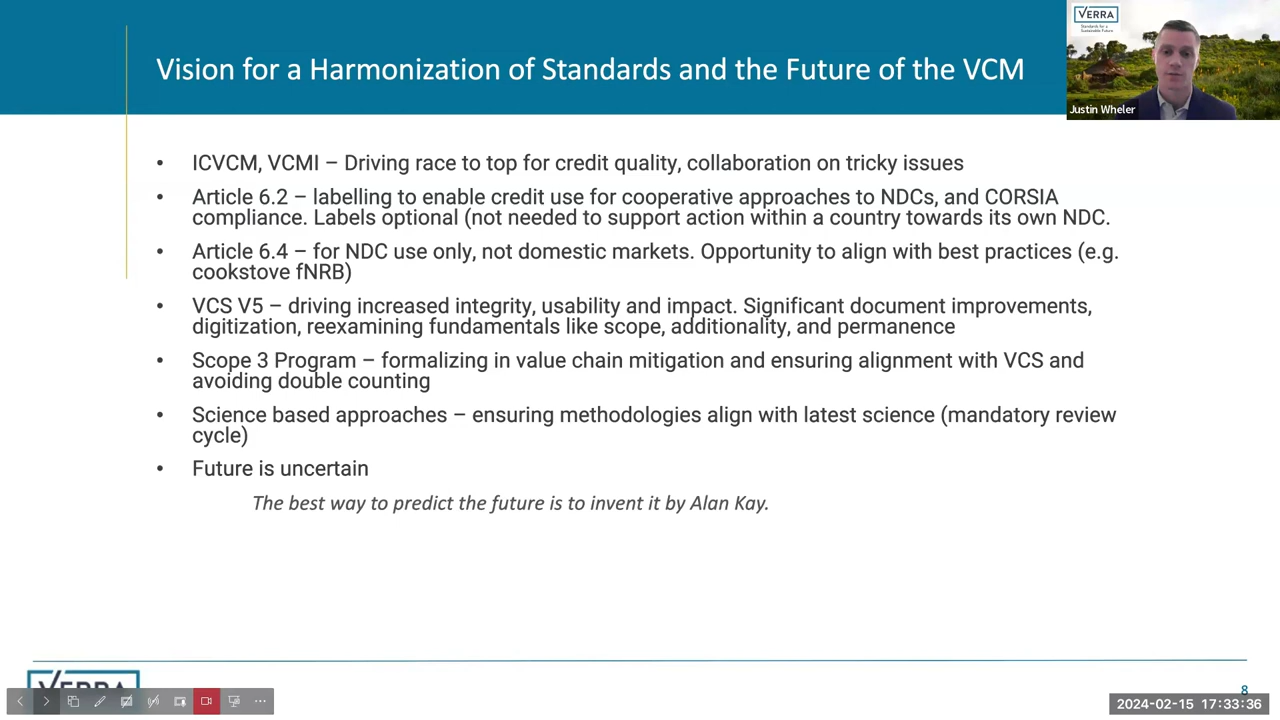 Vision for a Harmonization of Standards and the Future of the VCM
VERRA
Standards for a
Sustainable Future
Justin Wheler
• ICVCM, VCMI – Driving race to top for credit quality, collaboration on tricky issues
• Article 6.2 – labelling to enable credit use for cooperative approaches to NDCs, and CORSIA
compliance. Labels optional (not needed to support action within a country towards its own NDC.
• Article 6.4 – for NDC use only, not domestic markets. Opportunity to align with best practices (e.g.
cookstove fNRB)
• VCS V5 – driving increased integrity, usability and impact. Significant document improvements,
digitization, reexamining fundamentals like scope, additionality, and permanence
• Scope 3 Program – formalizing in value chain mitigation and ensuring alignment with VCS and
avoiding double counting
• Science based approaches – ensuring methodologies align with latest science (mandatory review
cycle)
• Future is uncertain
The best way to predict the future is to invent it by Alan Kay.
VERRA
8
2024-02-15 17:33:36